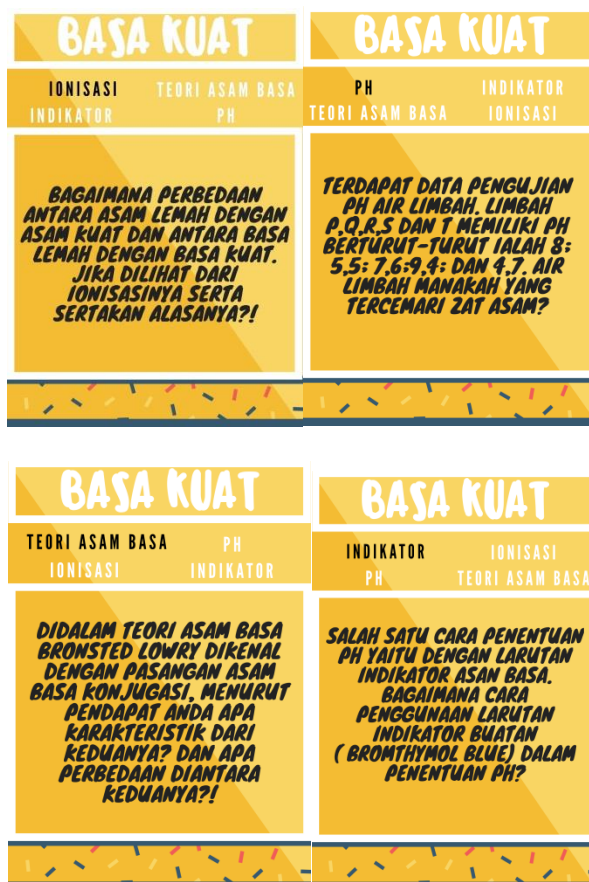 BASA KUAT
IONISASI TEORI ASAM BASA
INDIKATOR PH
BAGAIMANA PERBEDAAN
ANTARA ASAM LEMAH DENGAN
ASAM KUAT DAN ANTARA BASA
LEMAH DENGAN BASA KUAT.
JIKA DILIHAT DARI
IONISASINYA SERTA
SERTAKAN ALASANYA?!
BASA KUAT
PH INDIKATOR
TEORI ASAM BASA IONISASI
TERDAPAT DATA PENGUJIAN
PH AIR LIMBAH. LIMBAH
P,Q,R,S DAN T MEMILIKI PH
BERTURUT-TURUT IALAH 8;
5,5; 7,6;9,4; DAN 4,7. AIR
LIMBAH MANAKAH YANG
TERCEMARI ZAT ASAM?
BASA KUAT
TEORI ASAM BASA PH
IONISASI INDIKATOR
DIDALAM TEORI ASAM BASA
BRONSTED LOWRY DIKENAL
DENGAN PASANGAN ASAM
BASA KONJUGASI, MENURUT
PENDAPAT ANDA APA
KARAKTERISTIK DARI
KEDUANYA? DAN APA
PERBEDAAN DIANTARA
KEDUANYA?!
BASA KUAT
INDIKATOR IONISASI
PH TEORI ASAM BASA
SALAH SATU CARA PENENTUAN
PH YAITU DENGAN LARUTAN
INDIKATOR ASAN BASA.
BAGAIMANA CARA
PENGGUNAAN LARUTAN
INDIKATOR BUATAN
( BROMTHYMOL BLUE) DALAM
PENENTUAN PH?